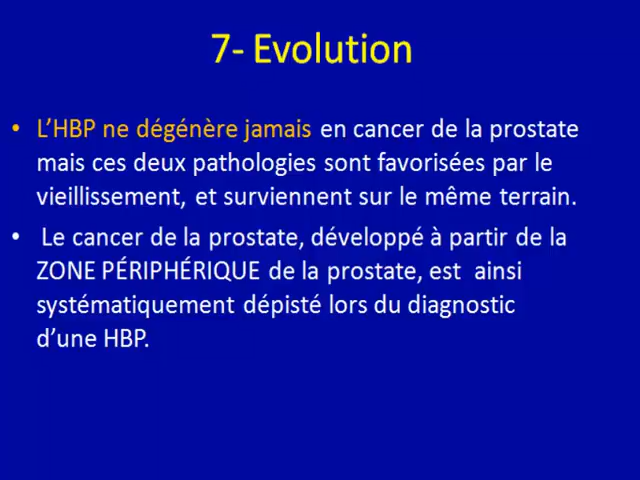 7- Evolution
• L’HBP ne dégénère jamais en cancer de la prostate
mais ces deux pathologies sont favorisées par le
vieillissement, et surviennent sur le même terrain.
• Le cancer de la prostate, développé à partir de la
ZONE PÉRIPHÉRIQUE de la prostate, est ainsi
systématiquement dépisté lors du diagnostic
d’une HBP.